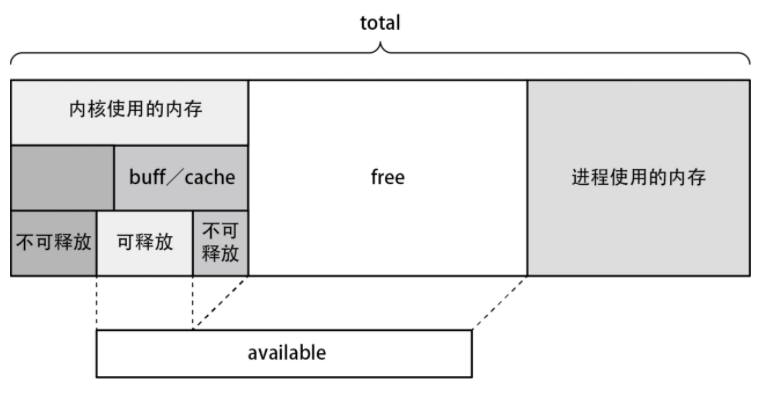 total
内核使用的内存
buff／cache
free
进程使用的内存
不可释放
可释放
不可
释放
available